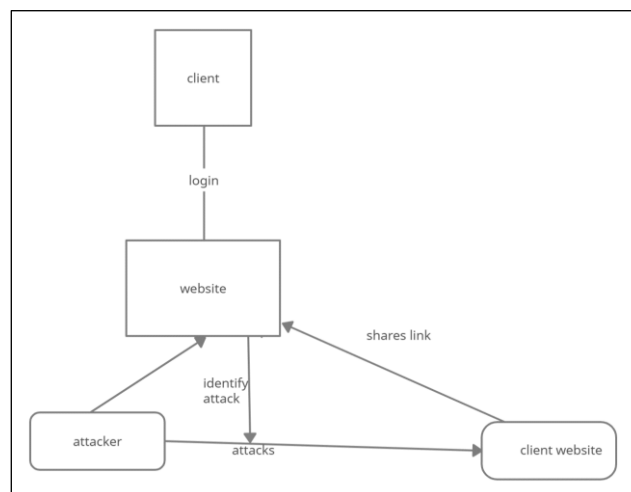 client
login
website
shares link
identify
attack
attacker
attacks
client website